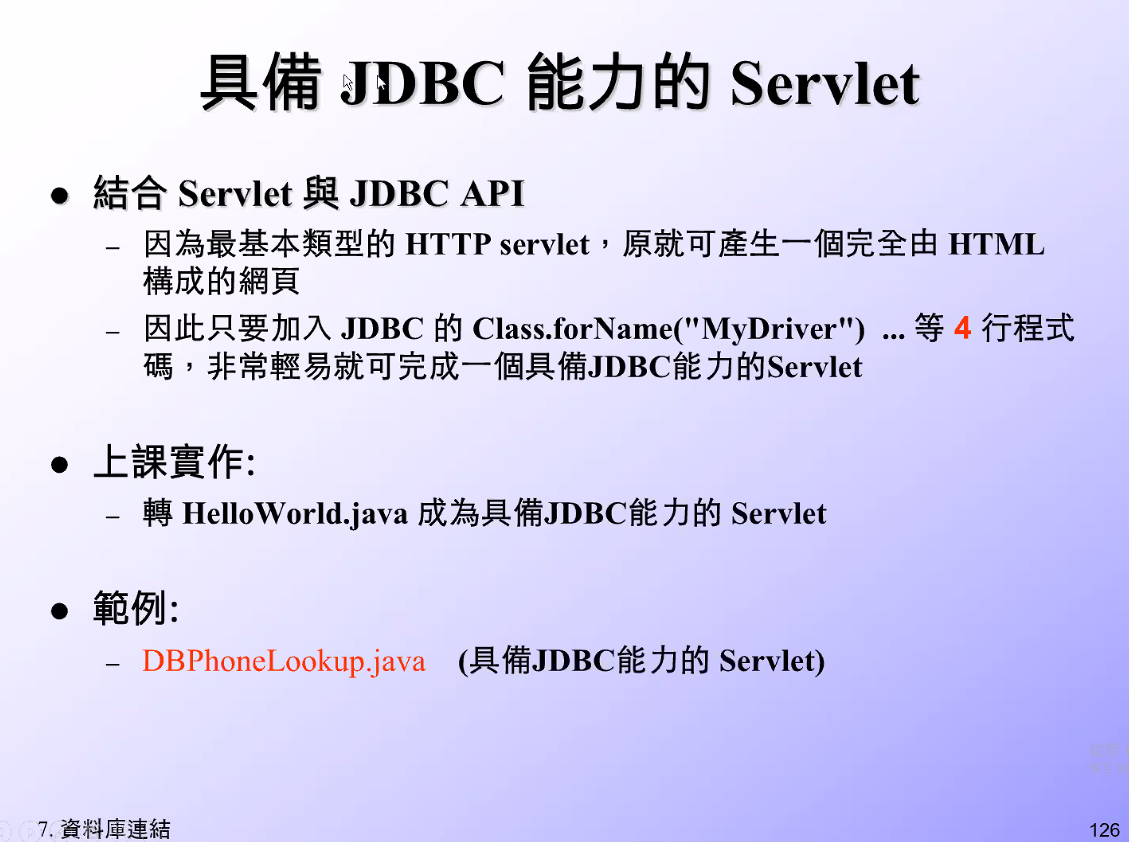 具備 JDBC 能力的 Servlet
● 結合 Servlet 與 JDBC API
– 因為最基本類型的 HTTP servlet，原就可產生一個完全由 HTML
構成的網頁
– 因此只要加入 JDBC 的 Class.forName("MyDriver") ... 等 4 行程式
碼，非常輕易就可完成一個具備JDBC能力的Servlet
● 上課實作:
– 轉 HelloWorld.java 成為具備JDBC能力的 Servlet
● 範例:
– DBPhoneLookup.java (具備JDBC能力的 Servlet)
7. 資料庫連結
126